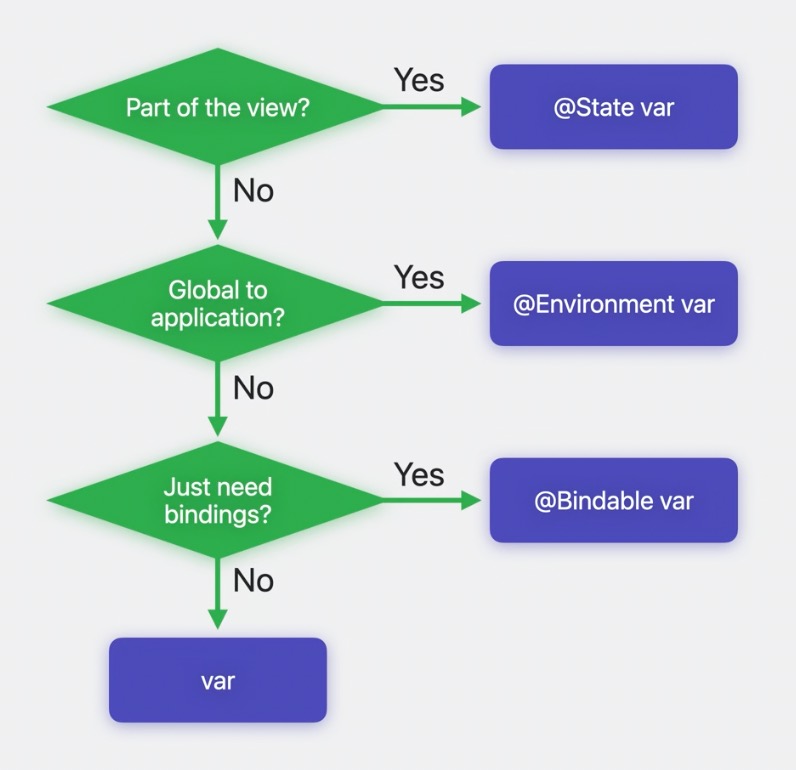 Part of the view?
Yes
@State var
No
Global to
application?
Yes
@Environment var
No
Just need
bindings?
Yes
@Bindable var
No
var